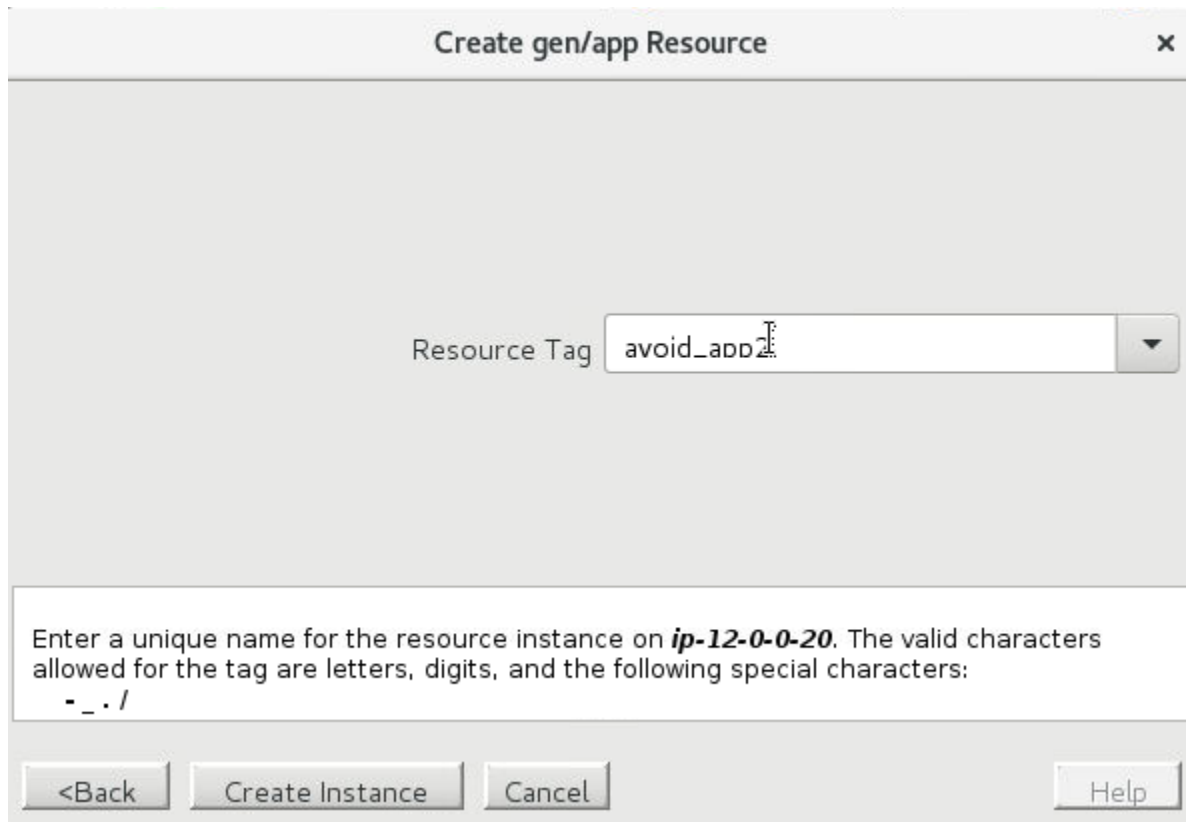 Create gen/app Resource ×
Resource Tag avoid_app2
Enter a unique name for the resource instance on ip-12-0-0-20. The valid characters
allowed for the tag are letters, digits, and the following special characters:
- _ . /
<Back Create Instance Cancel Help